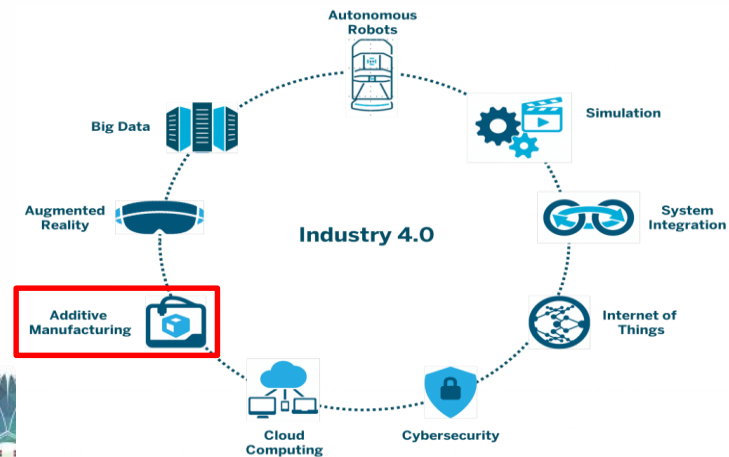 Autonomous
Robots
Big Data
Simulation
Augmented
Reality
System
Integration
Industry 4.0
Additive
Manufacturing
Internet of
Things
Cloud
Computing
Cybersecurity